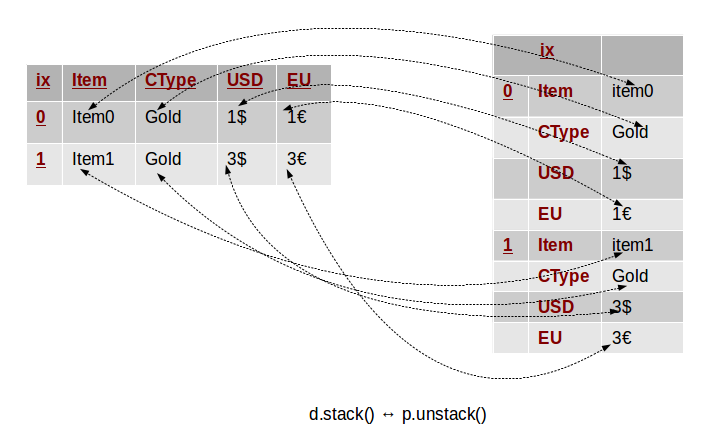 ix Item CType USD EU
0 Item0 Gold 1$ 1€
1 Item1 Gold 3$ 3€
ix
0 Item item0
CType Gold
USD 1$
EU 1€
1 Item item1
CType Gold
USD 3$
EU 3€
d.stack() ↔ p.unstack()